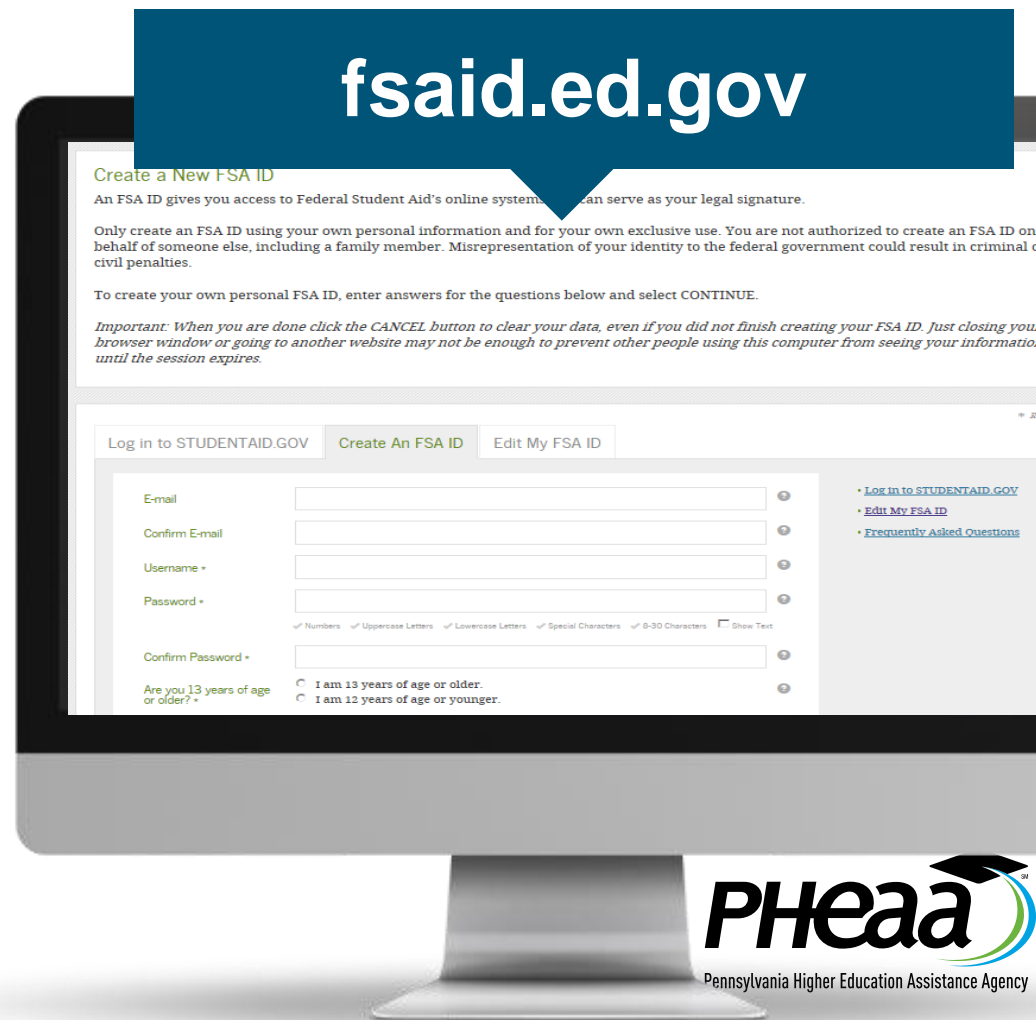 fsaid.ed.gov
Create a New FSA ID
An FSA ID gives you access to Federal Student Aid's online system can serve as your legal signature.
Only create an FSA ID using your own personal information and for your own exclusive use. You are not authorized to create an FSA ID on
behalf of someone else, including a family member. Misrepresentation of your identity to the federal government could result in criminal
civil penalties.
To create your own personal FSA ID, enter answers for the questions below and select CONTINUE.
Important: When you are done click the CANCEL button to clear your data, even if you did not finish creating your FSA ID. Just closing your
browser window or going to another website may not be enough to prevent other people using this computer from seeing your information
until the session expires.
*
Log in to STUDENTAID.GOV Create An FSA ID Edit My FSA ID
E-mail
• Log in to STUDENTAID.GOV
• Edit My FSA ID
Confirm E-mail
• Frequently Asked Questions
Username *
Password *
Numbers Uppercase Letters Lowercase Letters Special Characters 8-30 Characters Show Text
Confirm Password *
Are you 13 years of age
or older? *
I am 13 years of age or older.
I am 12 years of age or younger.
PHEAA SM
Pennsylvania Higher Education Assistance Agency